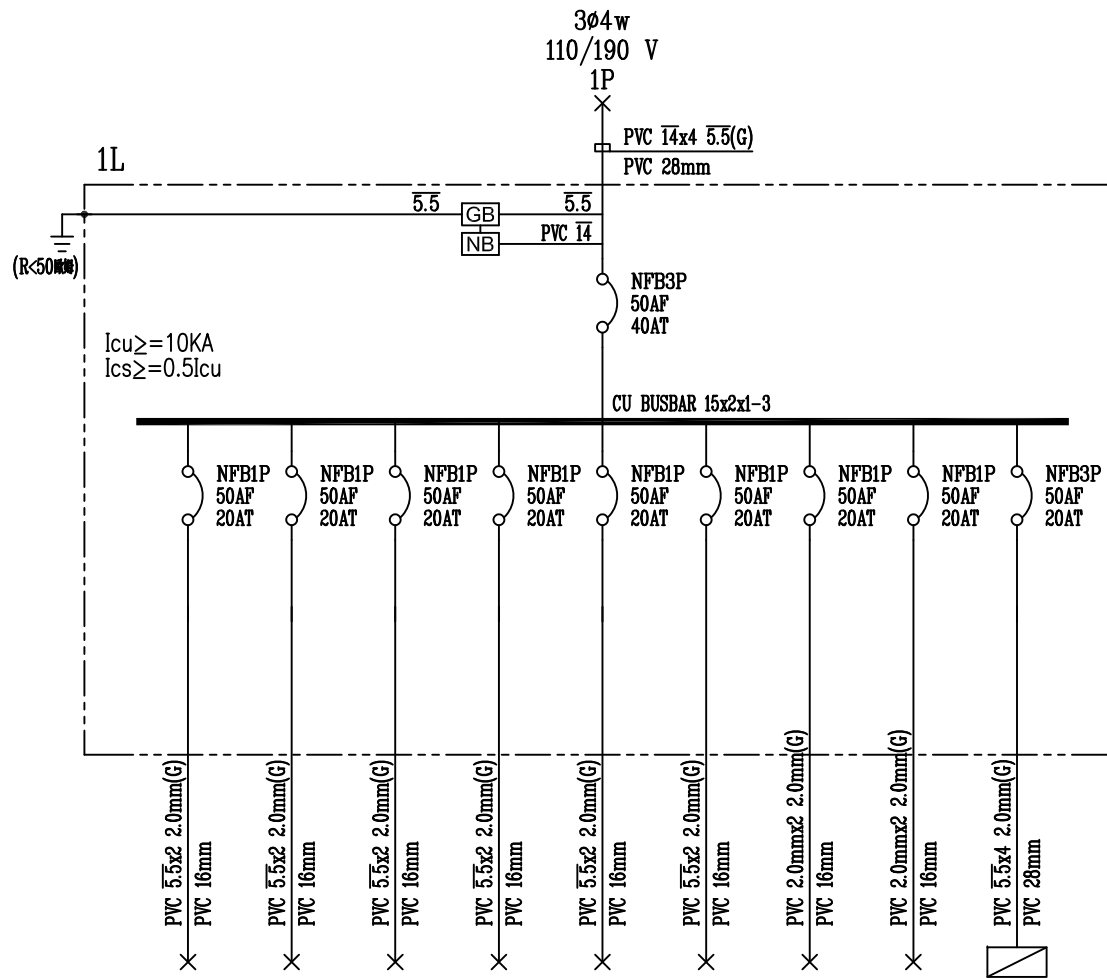 3ø4w
110/190 V
1P
PVC 14x4 5.5(G)
PVC 28mm
1L
5.5
GB
5.5
NB
PVC 14
(R<50
NFB3P
50AF
40AT
Icu≥=10KA
Ics≥=0.5Icu
CU BUSBAR 15x2x1-3
NFB1P
50AF
20AT
NFB1P
50AF
20AT
NFB1P
50AF
20AT
NFB1P
50AF
20AT
NFB1P
50AF
20AT
NFB1P
50AF
20AT
NFB1P
50AF
20AT
NFB1P
50AF
20AT
NFB3P
50AF
20AT
PVC 5.5x2 2.0mm(G)
PVC 16mm
PVC 5.5x2 2.0mm(G)
PVC 16mm
PVC 5.5x2 2.0mm(G)
PVC 16mm
PVC 5.5x2 2.0mm(G)
PVC 16mm
PVC 5.5x2 2.0mm(G)
PVC 16mm
PVC 5.5x2 2.0mm(G)
PVC 16mm
PVC 2.0mmx2 2.0mm(G)
PVC 16mm
PVC 2.0mmx2 2.0mm(G)
PVC 16mm
PVC 5.5x4 2.0mm(G)
PVC 28mm